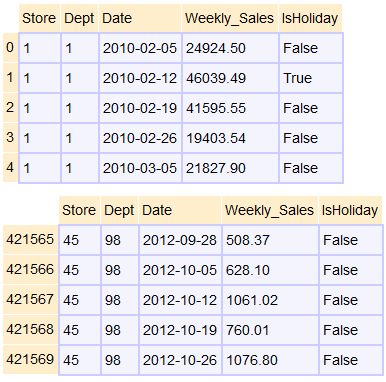 Store Dept Date Weekly_Sales IsHoliday
0 1 1 2010-02-05 24924.50 False
1 1 1 2010-02-12 46039.49 True
2 1 1 2010-02-19 41595.55 False
3 1 1 2010-02-26 19403.54 False
4 1 1 2010-03-05 21827.90 False
Store Dept Date Weekly_Sales IsHoliday
421565 45 98 2012-09-28 508.37 False
421566 45 98 2012-10-05 628.10 False
421567 45 98 2012-10-12 1061.02 False
421568 45 98 2012-10-19 760.01 False
421569 45 98 2012-10-26 1076.80 False